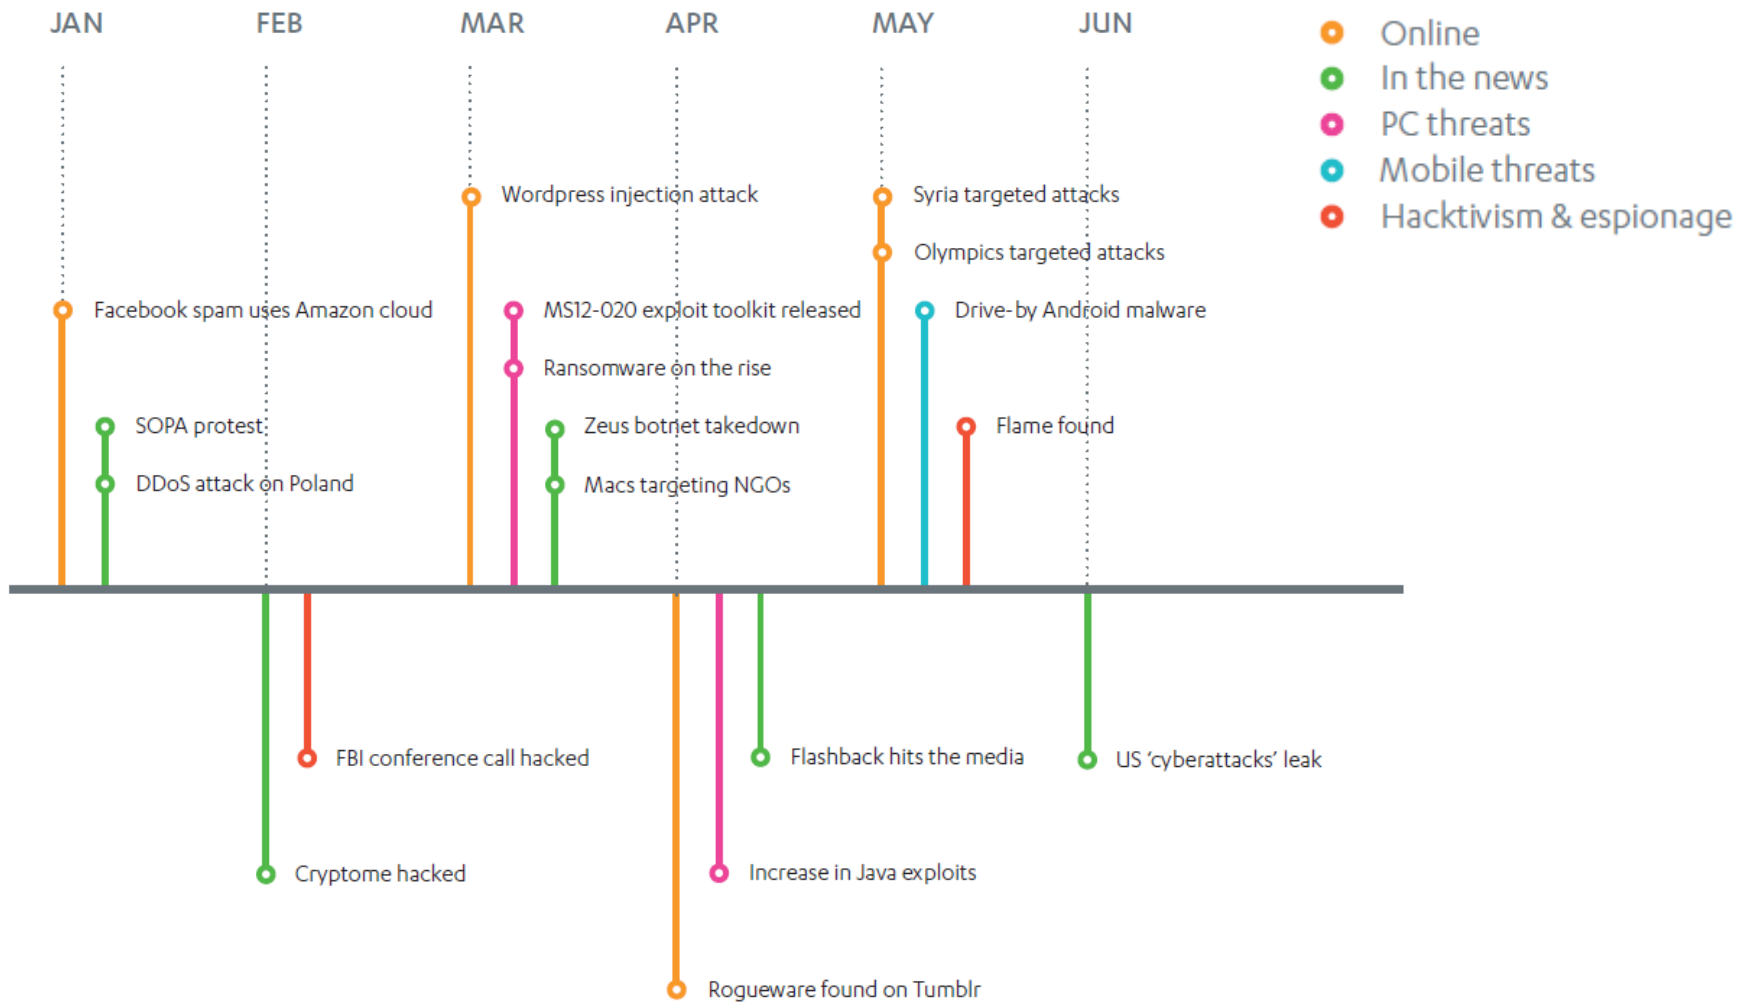 JAN FEB MAR APR MAY JUN
Online
In the news
PC threats
Mobile threats
Hacktivism & espionage
Wordpress injection attack
Syria targeted attacks
Olympics targeted attacks
Facebook spam uses Amazon cloud
MS12-020 exploit toolkit released
Drive-by Android malware
Ransomware on the rise
SOPA protest
Zeus botnet takedown
Flame found
DDoS attack on Poland
Macs targeting NGOs
FBI conference call hacked
Flashback hits the media
US ‘cyberattacks’ leak
Cryptome hacked
Increase in Java exploits
Rogueware found on Tumblr